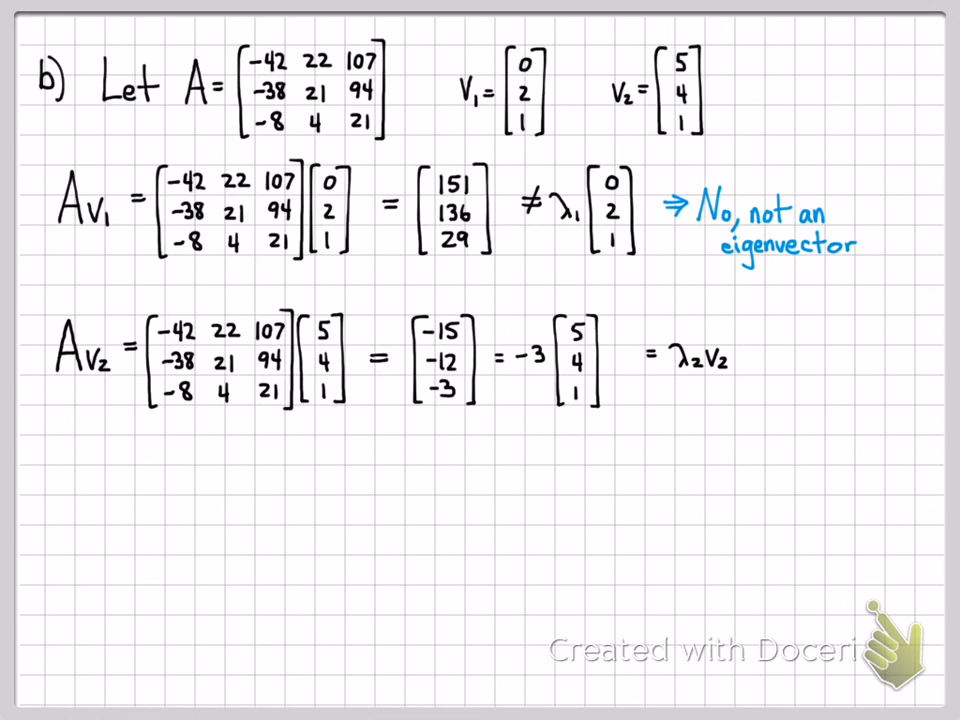 b) Let A = [-42 22 107; -38 21 94; -8 4 21] v₁ = [0; 2; 1] v₂ = [5; 4; 1]
Av₁ = [-42 22 107; -38 21 94; -8 4 21] [0; 2; 1] = [151; 136; 29] ≠ λ₁ [0; 2; 1] ⇒ No, not an
eigenvector
Av₂ = [-42 22 107; -38 21 94; -8 4 21] [5; 4; 1] = [-15; -12; -3] = -3 [5; 4; 1] = λ₂v₂
Created with Doceri